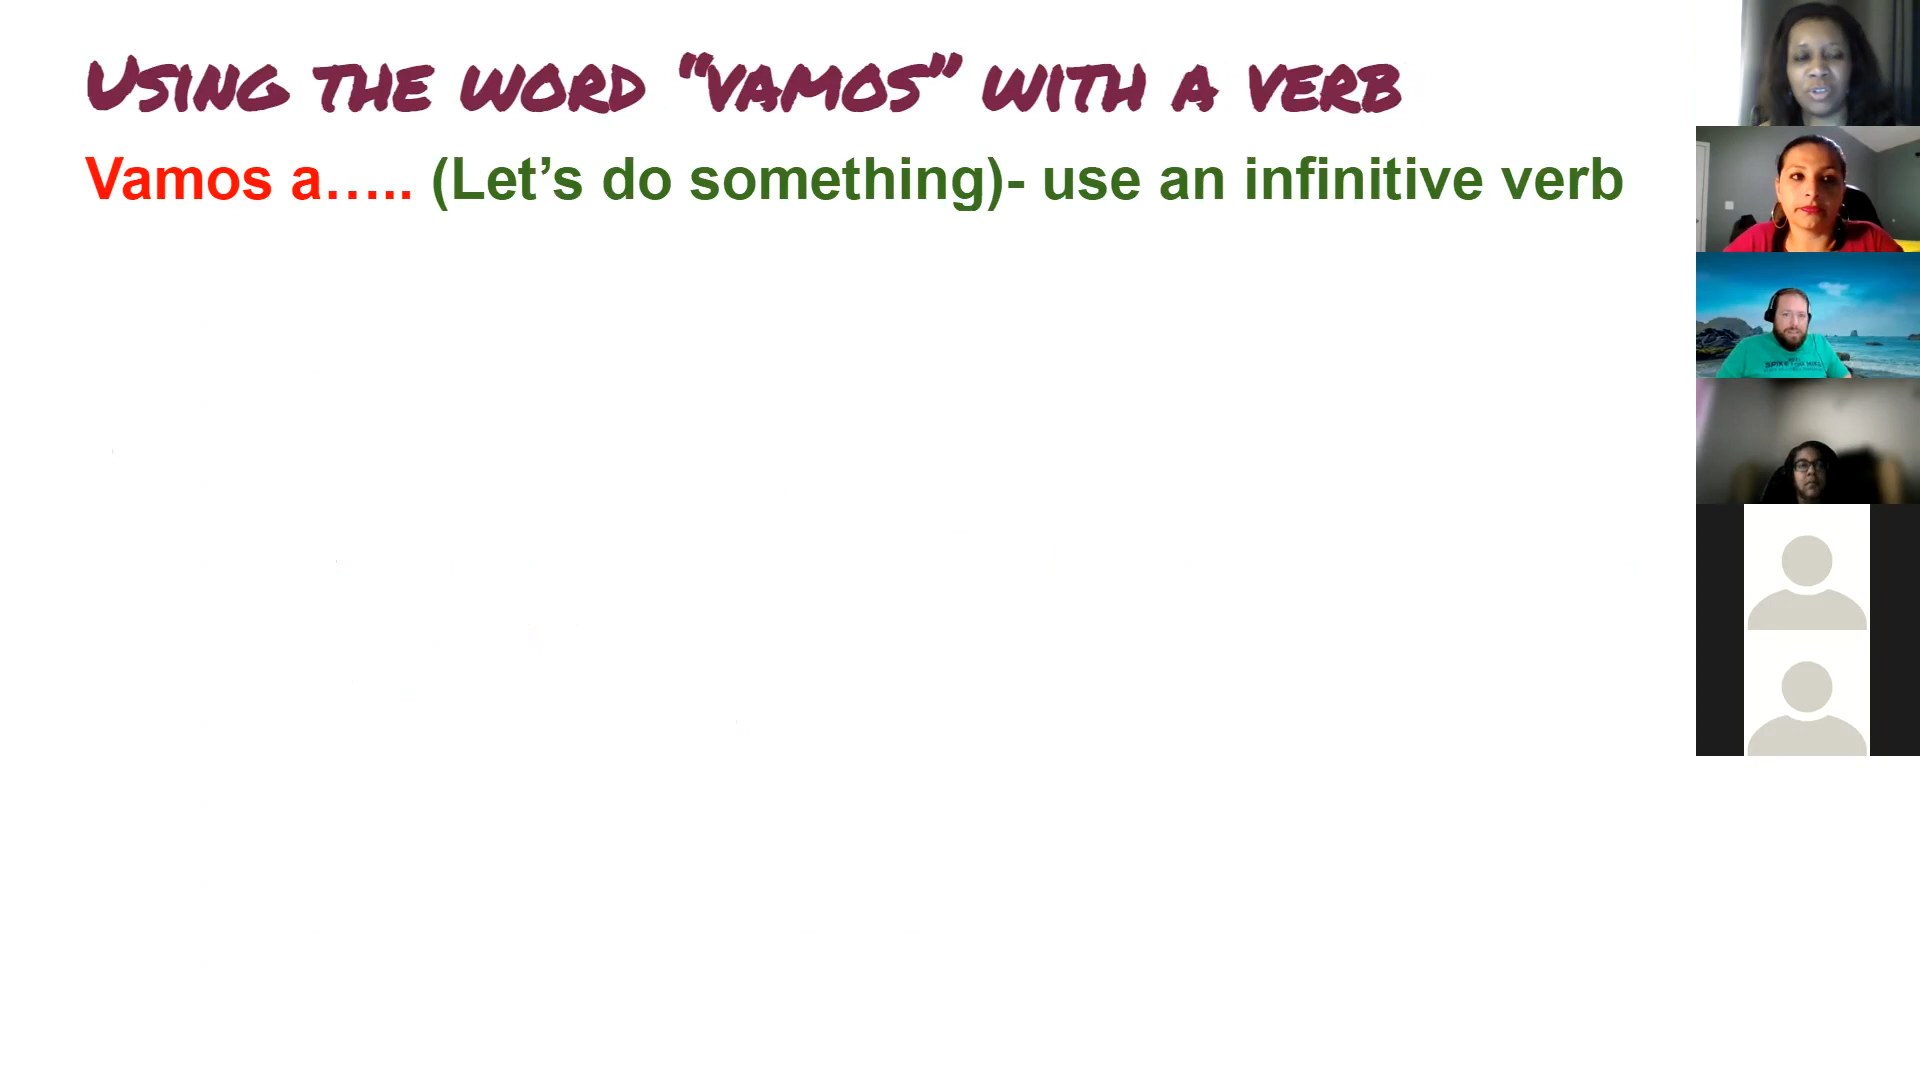 Using the word “vamos” with a verb
Vamos a….. (Let’s do something)- use an infinitive verb